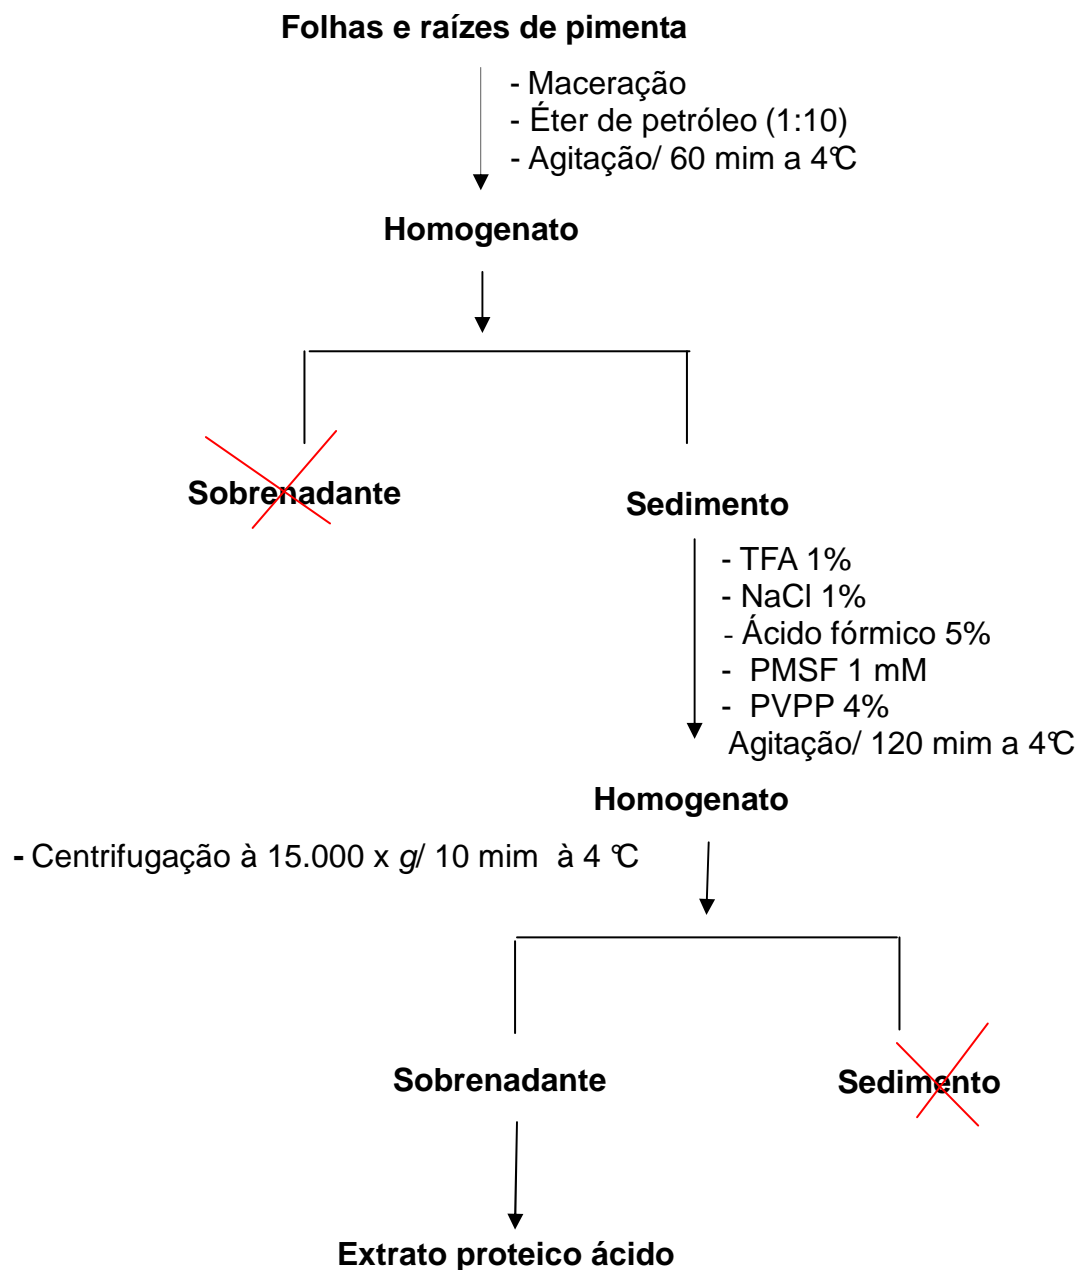 Folhas e raízes de pimenta
- Maceração
- Éter de petróleo (1:10)
- Agitação/ 60 mim a 4°C
Homogenato
Sobrenadante
Sedimento
- TFA 1%
- NaCl 1%
- Ácido fórmico 5%
- PMSF 1 mM
- PVPP 4%
Agitação/ 120 mim a 4°C
Homogenato
- Centrifugação à 15.000 x g/ 10 mim à 4 °C
Sobrenadante
Sedimento
Extrato proteico ácido